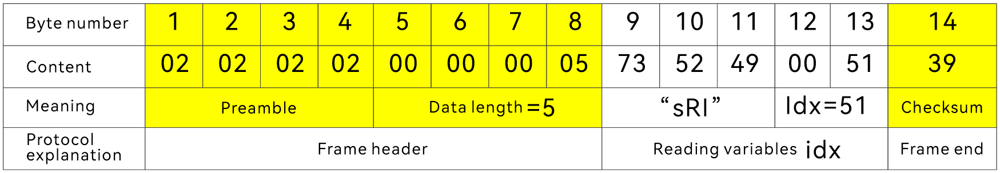 Byte number 1 2 3 4 5 6 7 8 9 10 11 12 13 14
Content 02 02 02 02 00 00 00 05 73 52 49 00 51 39
Meaning Preamble Data length =5 “sRI” Idx=51 Checksum
Protocol
explanation Frame header Reading variables idx Frame end